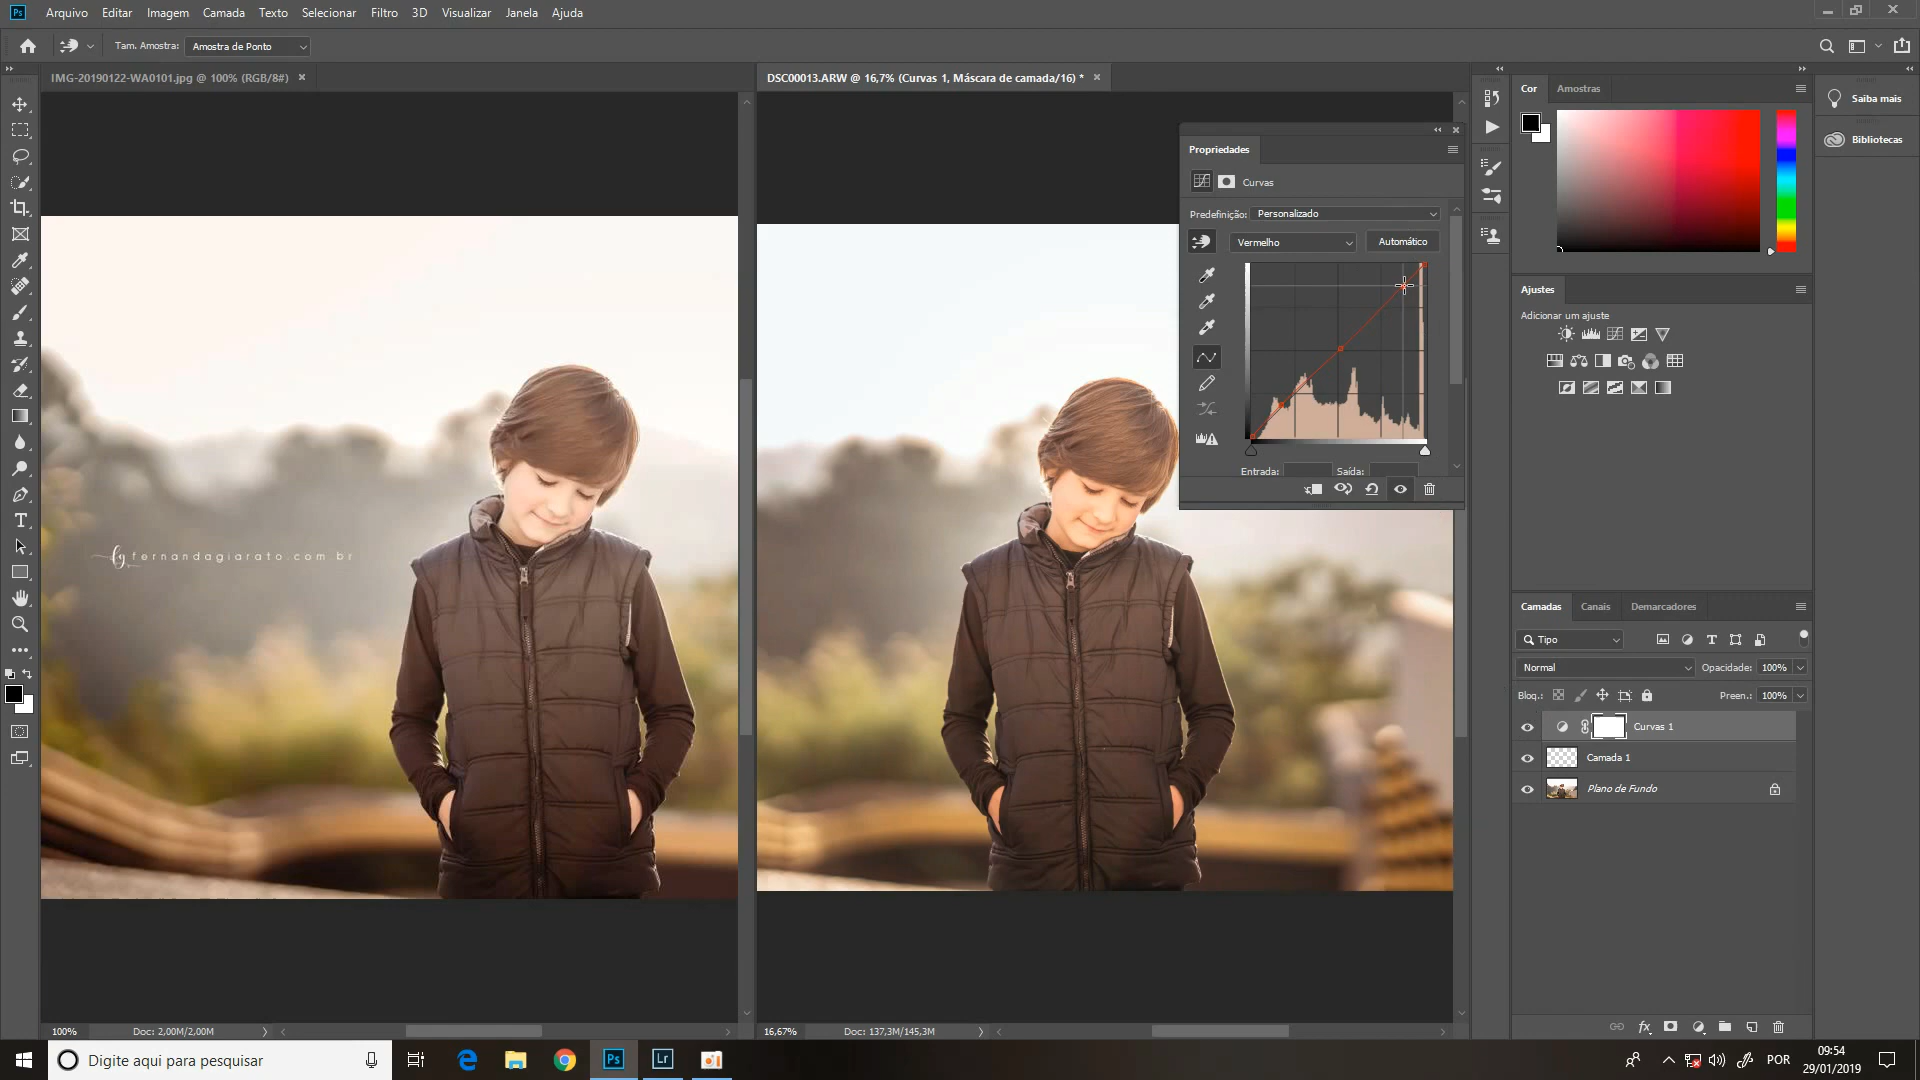 Ps Arquivo Editar Imagem Camada Texto Selecionar Filtro 3D Visualizar Janela Ajuda
Tam. Amostra: Amostra de Ponto
IMG-20190122-WA0101.jpg @ 100% (RGB/8#)
DSC00013.ARW @ 16,7% (Curvas 1, Máscara de camada/16) *
Cor Amostras
Saiba mais
Bibliotecas
Propriedades
Curvas
Predefinição: Personalizado
Vermelho Automático
Entrada: Saída:
Ajustes
Adicionar um ajuste
fg fernandagiarato.com.br
Camadas Canais Demarcadores
Tipo
Normal Opacidade: 100%
Bloq.: Preen.: 100%
Curvas 1
Camada 1
Plano de Fundo
100% Doc: 2,00M/2,00M
16,67% Doc: 137,3M/145,3M
Digite aqui para pesquisar
Ps Lr
POR
09:54
29/01/2019